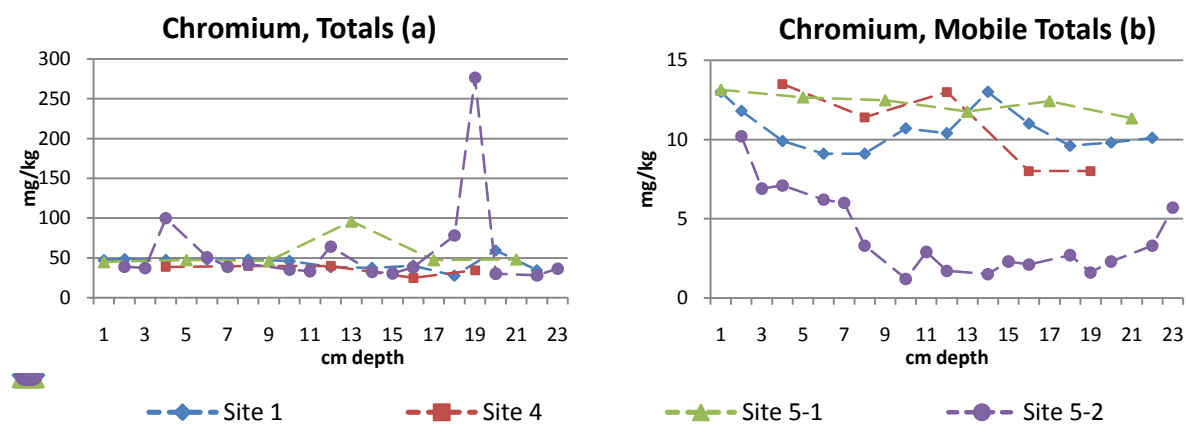 Chromium, Totals (a)
300
250
200
150
100
50
0
mg/kg
1 3 5 7 9 11 13 15 17 19 21 23
cm depth
Chromium, Mobile Totals (b)
15
10
5
0
mg/kg
1 3 5 7 9 11 13 15 17 19 21 23
cm depth
Site 1 Site 4 Site 5-1 Site 5-2